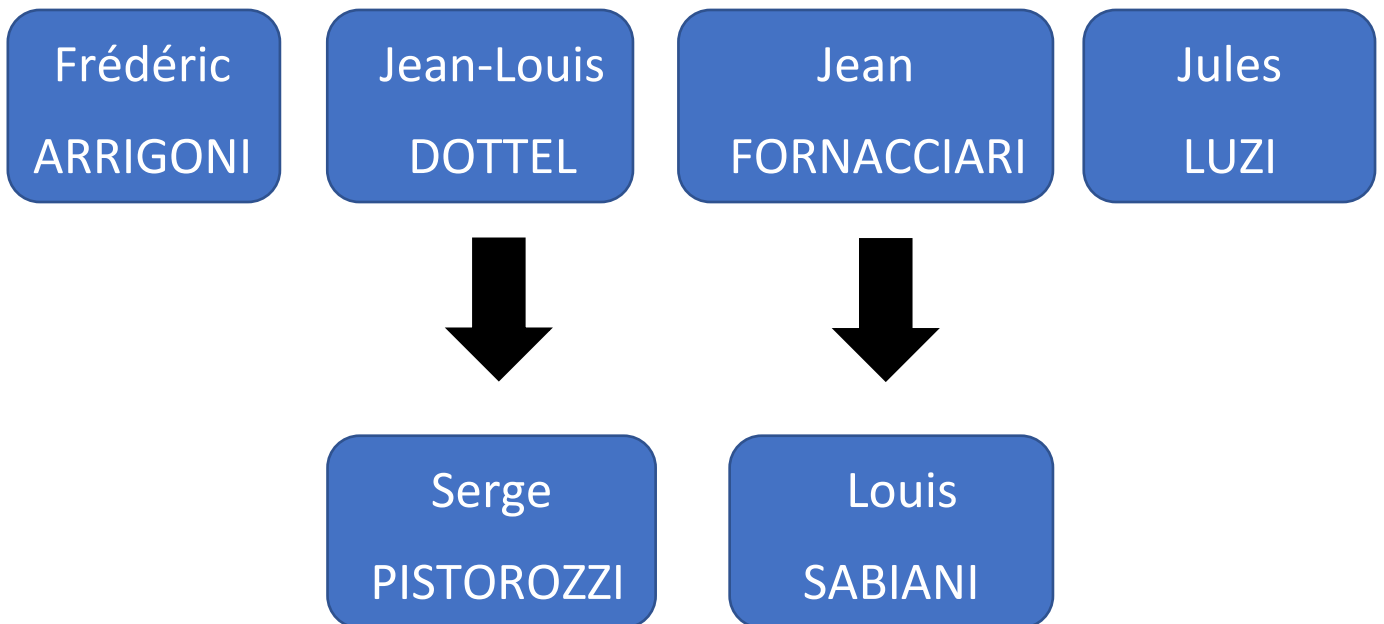 Frédéric
ARRIGONI
Jean-Louis
DOTTEL
Jean
FORNACCIARI
Jules
LUZI
Serge
PISTOROZZI
Louis
SABIANI